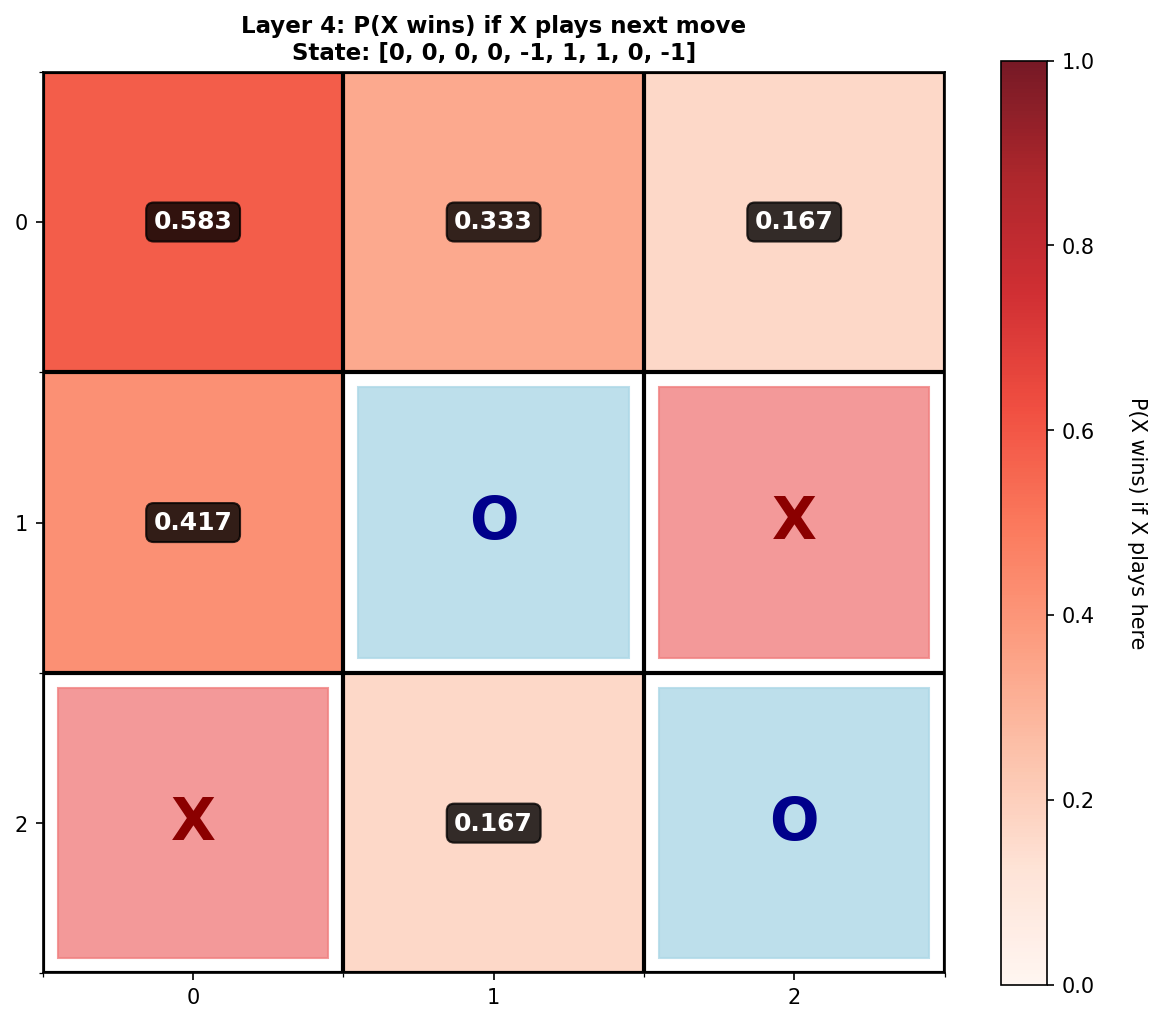 Layer 4: P(X wins) if X plays next move
State: [0, 0, 0, 0, -1, 1, 1, 0, -1]
0
0.583
0.333
0.167
1
0.417
O
X
2
X
0.167
O
0
1
2
1.0
0.8
0.6
0.4
0.2
0.0
P(X wins) if X plays here